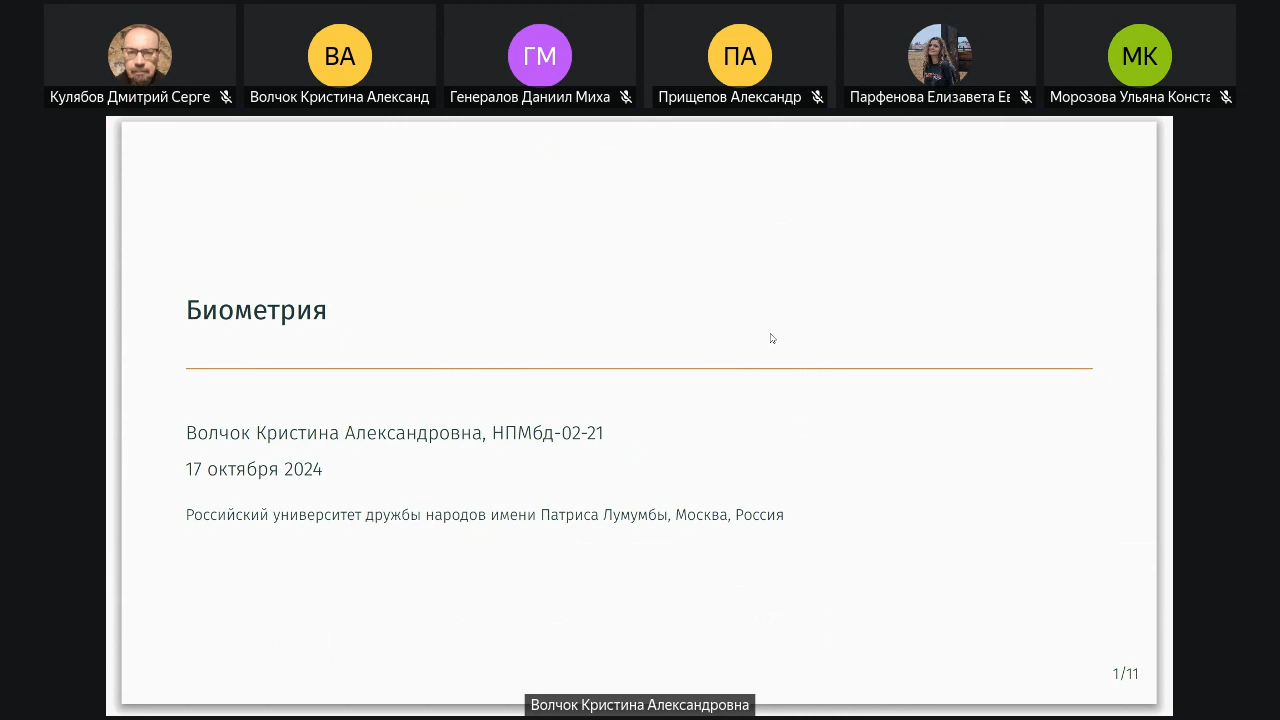 ВА
ГМ
ПА
МК
Кулябов Дмитрий Серге
Волчок Кристина Александ
Генералов Даниил Миха
Прищепов Александр
Парфенова Елизавета Ев
Морозова Ульяна Конста
Биометрия
Волчок Кристина Александровна, НПМбд-02-21
17 октября 2024
Российский университет дружбы народов имени Патриса Лумумбы, Москва, Россия
1/11
Волчок Кристина Александровна